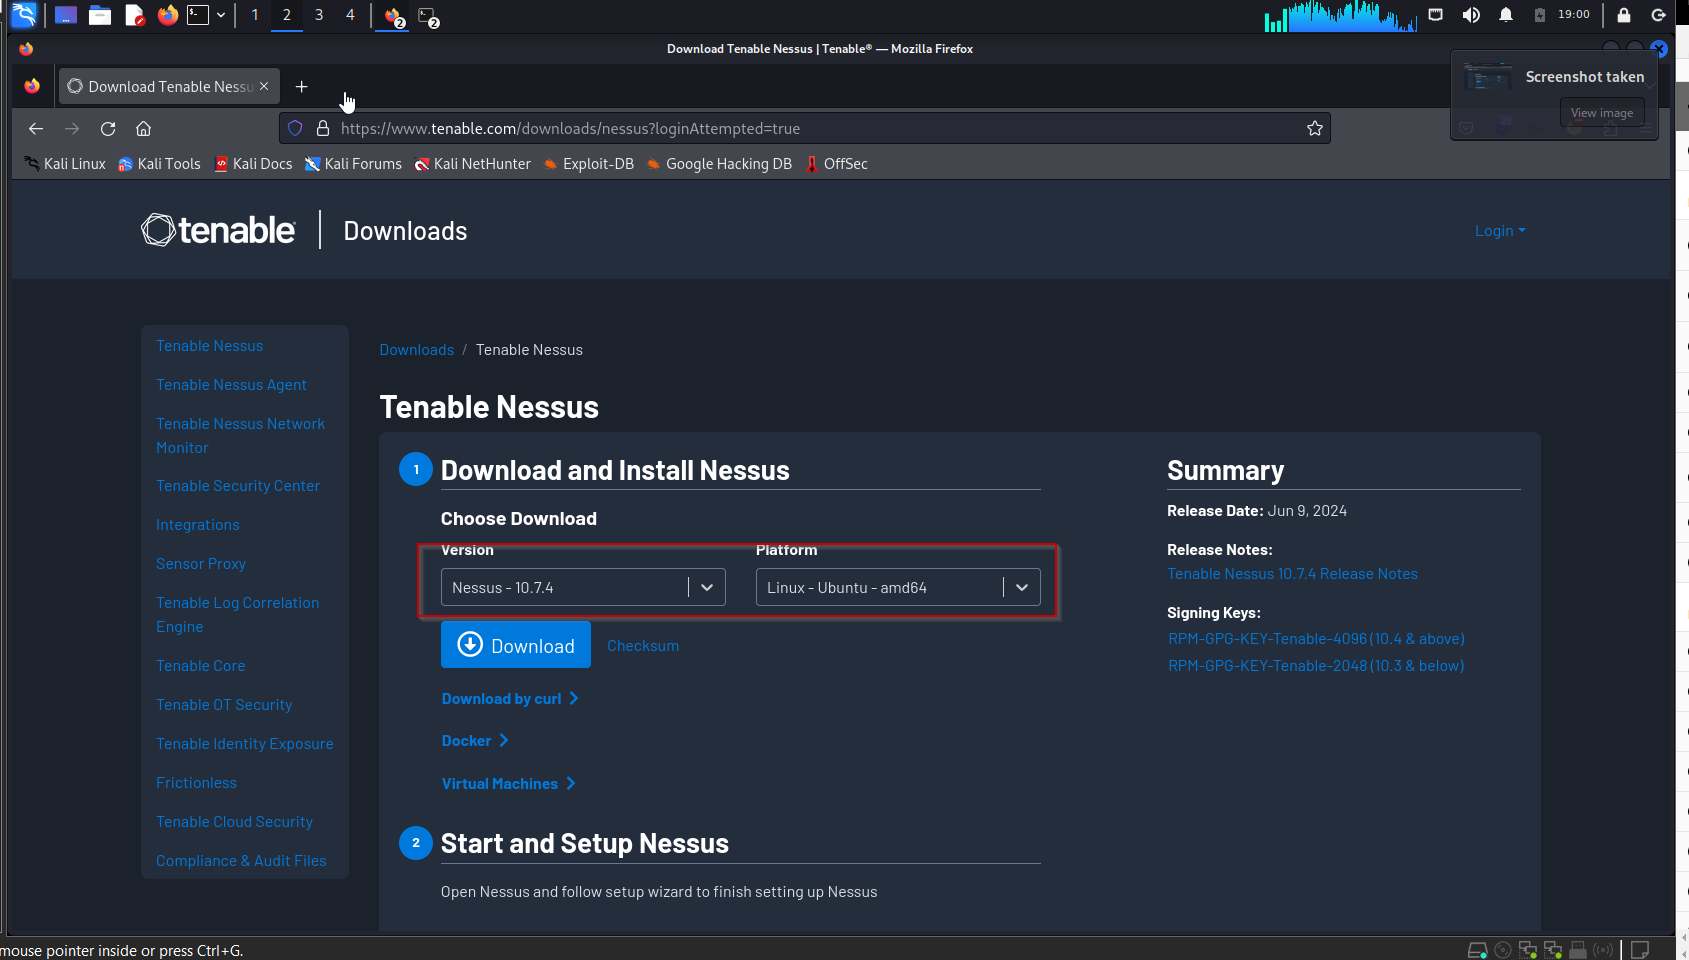 1 2 3 4 2 2 19:00
Download Tenable Nessus | Tenable® — Mozilla Firefox
Download Tenable Nessu
Screenshot taken
View image
https://www.tenable.com/downloads/nessus?loginAttempted=true
Kali Linux Kali Tools Kali Docs Kali Forums Kali NetHunter Exploit-DB Google Hacking DB OffSec
tenable Downloads Login
Tenable Nessus
Tenable Nessus Agent
Tenable Nessus Network
Monitor
Tenable Security Center
Integrations
Sensor Proxy
Tenable Log Correlation
Engine
Tenable Core
Tenable OT Security
Tenable Identity Exposure
Frictionless
Tenable Cloud Security
Compliance & Audit Files
Downloads / Tenable Nessus
Tenable Nessus
1 Download and Install Nessus
Choose Download
Version Platform
Nessus - 10.7.4 Linux - Ubuntu - amd64
Download Checksum
Download by curl
Docker
Virtual Machines
2 Start and Setup Nessus
Open Nessus and follow setup wizard to finish setting up Nessus
Summary
Release Date: Jun 9, 2024
Release Notes:
Tenable Nessus 10.7.4 Release Notes
Signing Keys:
RPM-GPG-KEY-Tenable-4096 (10.4 & above)
RPM-GPG-KEY-Tenable-2048 (10.3 & below)
mouse pointer inside or press Ctrl+G.